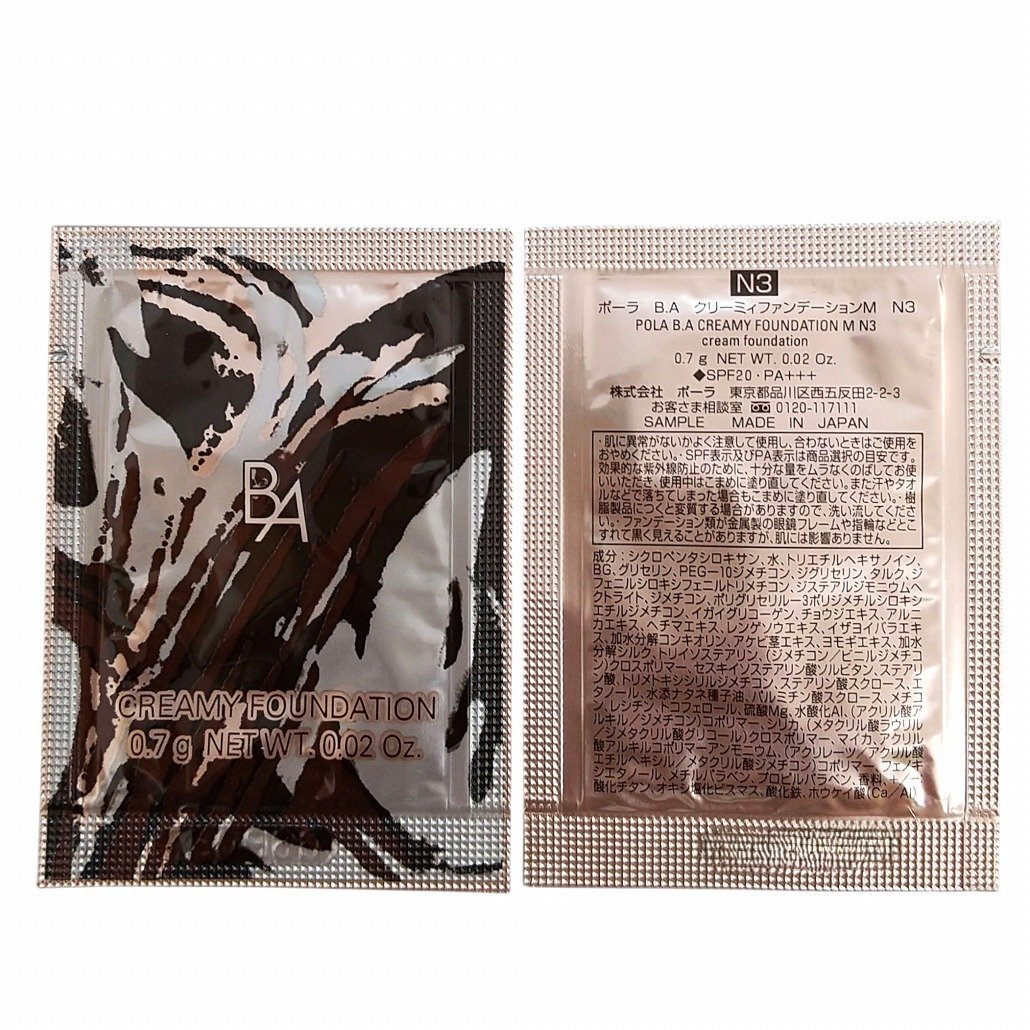 BA
CREAMY FOUNDATION
0.7 g NET WT. 0.02 Oz.
N3
ポーラ B.A クリーミィファンデーションM N3
POLA B.A CREAMY FOUNDATION M N3
cream foundation
0.7 g NET WT. 0.02 Oz.
◆SPF20・PA+++
株式会社 ポーラ 東京都品川区西五反田2-2-3
お客さま相談室 0120-117111
SAMPLE MADE IN JAPAN
・肌に異常がないかよく注意して使用し、合わないときはご使用を
おやめください。・SPF表示及びPA表示は商品選択の目安です。
効果的な紫外線防止のために、十分な量をムラなくのばしてお使
いいただき、使用中はこまめに塗り直してください。また汗やタオ
ルなどで落ちてしまった場合もこまめに塗り直してください。・樹
脂製品につくと変質する場合がありますので、洗い流してくださ
い。・ファンデーション類が金属製の眼鏡フレームや指輪などとこ
すれて黒く見えることがありますが、肌には影響ありません。
成分：シクロペンタシロキサン、水、トリエチルヘキサノイン、
BG、グリセリン、PEG-10ジメチコン、ジグリセリン、タルク、ジ
フェニルシロキシフェニルトリメチコン、ジステアルジモニウムヘ
クトライト、ジメチコン、ポリグリセリル-3ポリジメチルシロキシ
エチルジメチコン、イガイグリコーゲン、チョウジエキス、アルニ
カエキス、ヘチマエキス、レンゲソウエキス、イザヨイバラエキ
ス、加水分解コンキオリン、アケビ茎エキス、ヨモギエキス、加水
分解シルク、トリイソステアリン、(ジメチコン/ビニルジメチコ
ン)クロスポリマー、セスキイソステアリン酸ソルビタン、ステアリン
酸、トリメトキシシリルジメチコン、ステアリン酸スクロース、エ
タノール、水添ナタネ種子油、パルミチン酸スクロース、メチコ
ン、レシチン、トコフェロール、硫酸Mg、水酸化Al、(アクリル酸ア
ルキル/ジメチコン)コポリマー、シリカ、(メタクリル酸ラウリル
/ジメタクリル酸グリコール)クロスポリマー、マイカ、アクリル
酸アルキルコポリマーアンモニウム、(アクリレーツ/アクリル酸
エチルヘキシル/メタクリル酸ジメチコン)コポリマー、フェノキ
シエタノール、メチルパラベン、プロピルパラベン、香料、+/-
酸化チタン、オキシ塩化ビスマス、酸化鉄、ホウケイ酸(Ca/Al)